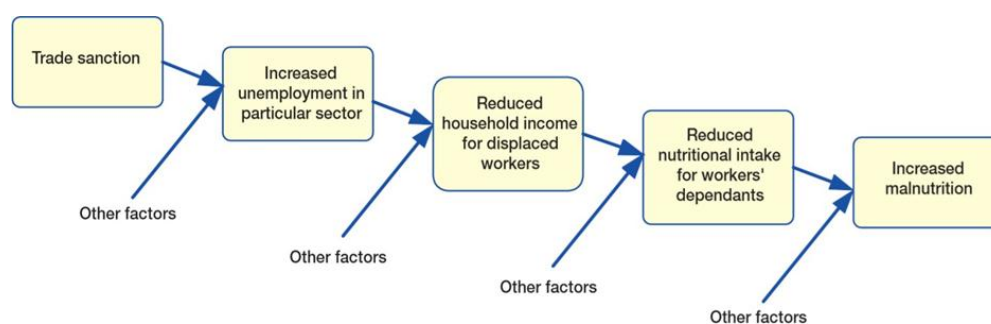 Trade sanction
Increased
unemployment in
particular sector
Reduced
household income
for displaced
workers
Reduced
nutritional intake
for workers'
dependants
Increased
malnutrition
Other factors
Other factors
Other factors
Other factors